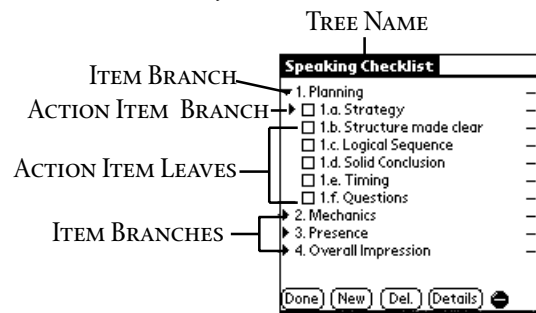 TREE NAME
Speaking Checklist
ITEM BRANCH
1. Planning
ACTION ITEM BRANCH
1.a. Strategy
1.b. Structure made clear
1.c. Logical Sequence
ACTION ITEM LEAVES
1.d. Solid Conclusion
1.e. Timing
1.f. Questions
ITEM BRANCHES
2. Mechanics
3. Presence
4. Overall Impression
Done New Del. Details